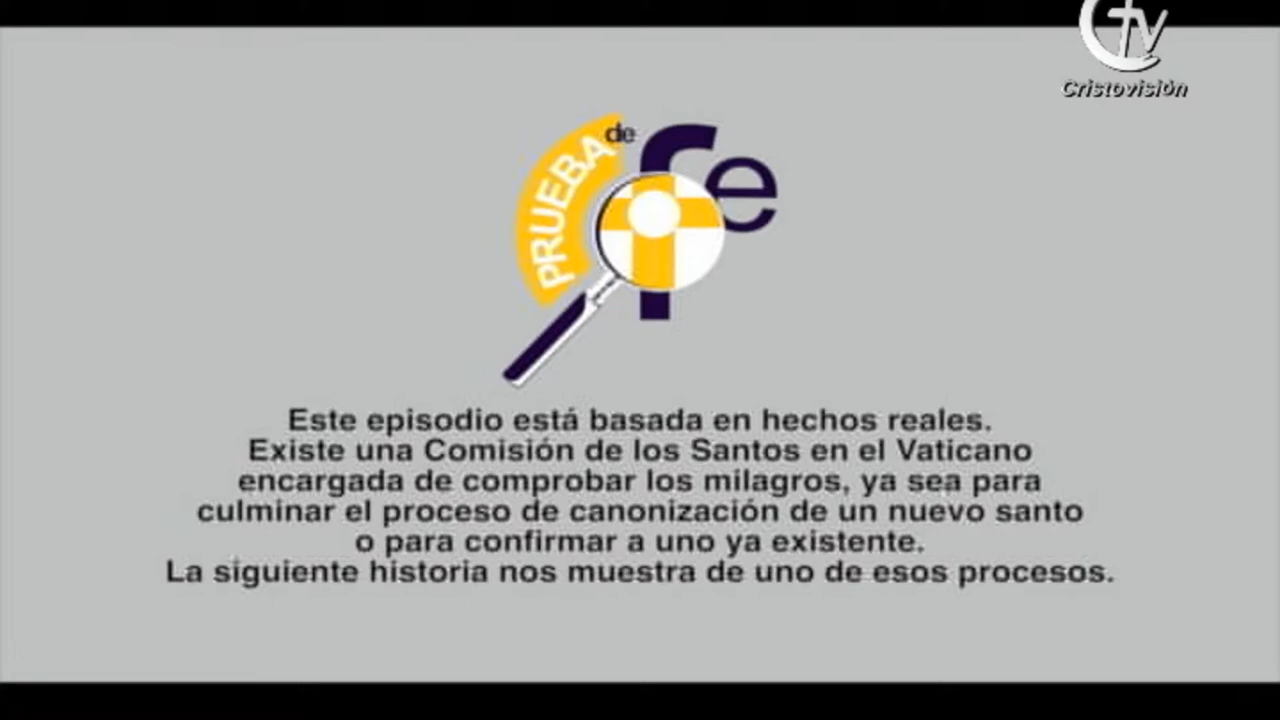 CTV
Cristovisión
PRUEBA de fe
Este episodio está basada en hechos reales.
Existe una Comisión de los Santos en el Vaticano
encargada de comprobar los milagros, ya sea para
culminar el proceso de canonización de un nuevo santo
o para confirmar a uno ya existente.
La siguiente historia nos muestra de uno de esos procesos.